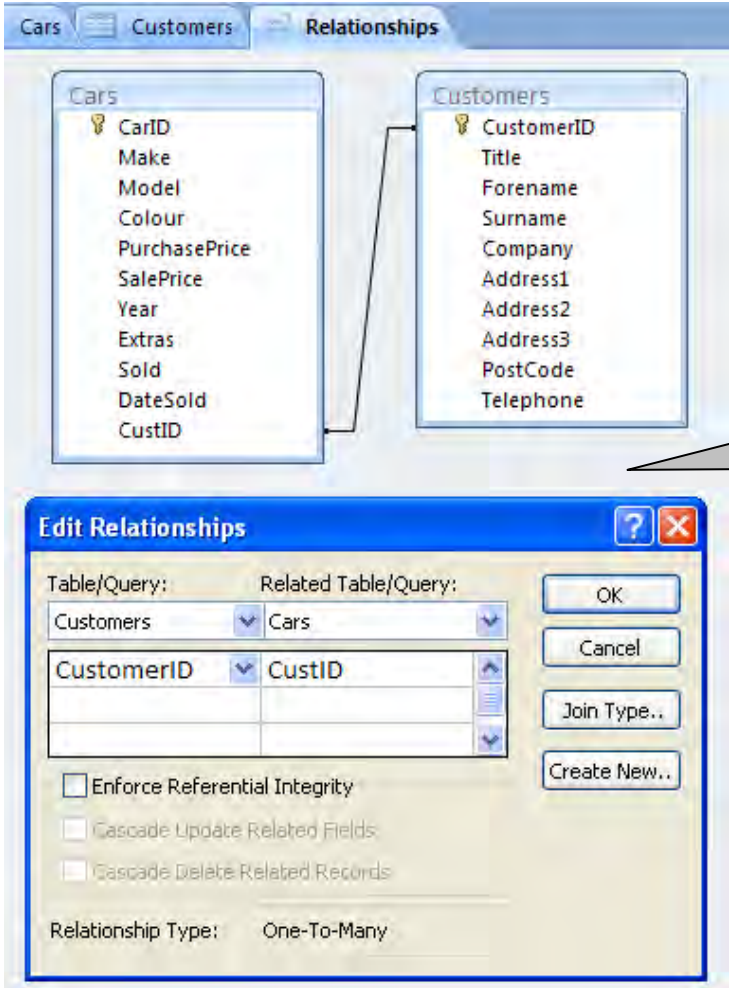 Cars Customers Relationships
Cars
CarID
Make
Model
Colour
PurchasePrice
SalePrice
Year
Extras
Sold
DateSold
CustID
Customers
CustomerID
Title
Forename
Surname
Company
Address1
Address2
Address3
PostCode
Telephone
Edit Relationships
Table/Query: Related Table/Query:
Customers Cars
CustomerID CustID
Enforce Referential Integrity
Cascade Update Related Fields
Cascade Delete Related Records
Relationship Type: One-To-Many
OK
Cancel
Join Type..
Create New..